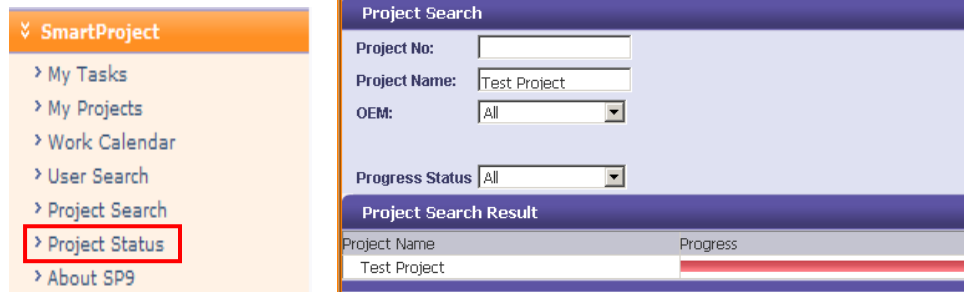 SmartProject
My Tasks
My Projects
Work Calendar
User Search
Project Search
Project Status
About SP9
Project Search
Project No:
Project Name: Test Project
OEM: All
Progress Status All
Project Search Result
Project Name Progress
Test Project